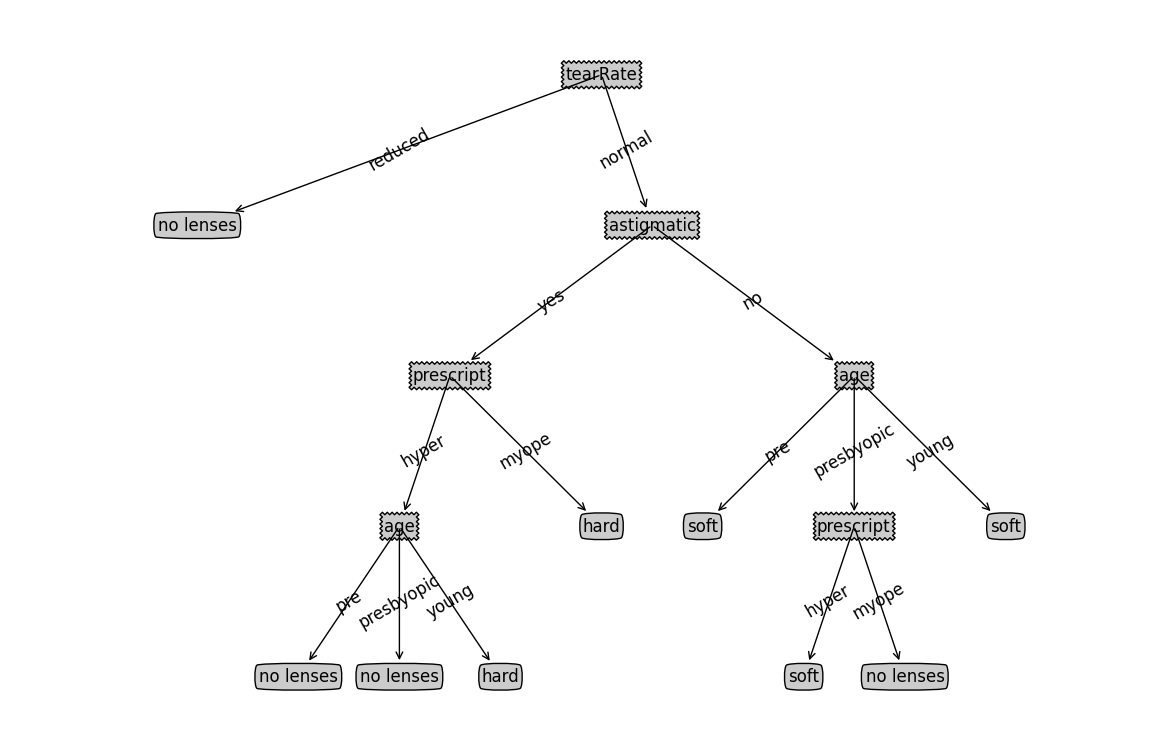 tearRate
reduced
normal
no lenses
astigmatic
yes
no
prescript
age
hyper
myope
pre
presbyopic
young
age
hard
soft
prescript
soft
pre
presbyopic
young
hyper
myope
no lenses
no lenses
hard
soft
no lenses